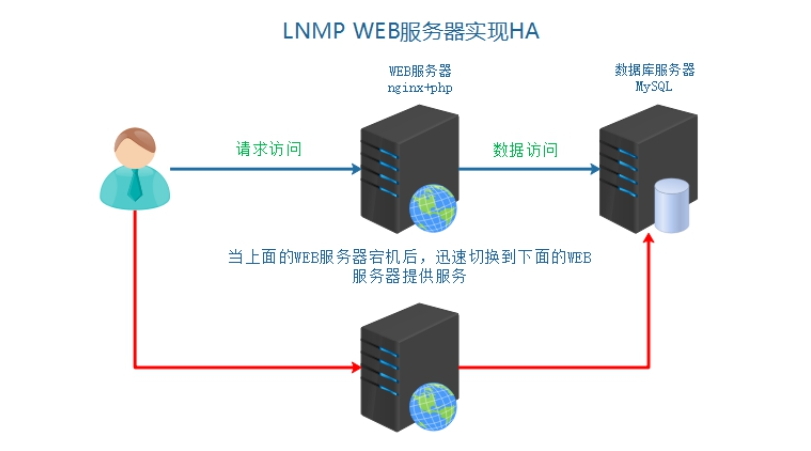 LNMP WEB服务器实现HA
WEB服务器
nginx+php
数据库服务器
MySQL
请求访问
数据访问
当上面的WEB服务器宕机后，迅速切换到下面的WEB
服务器提供服务